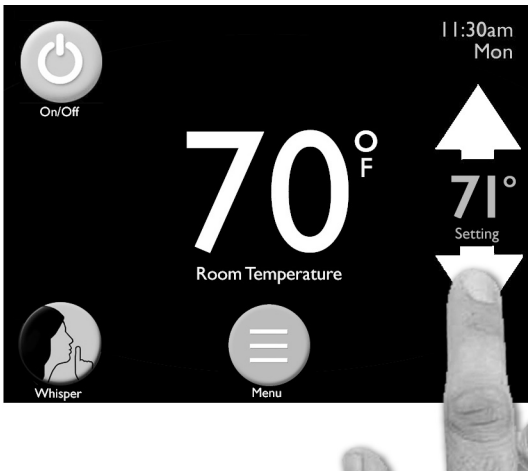 11:30am
Mon
On/Off
70°
F
Room Temperature
71°
Setting
Whisper
Menu